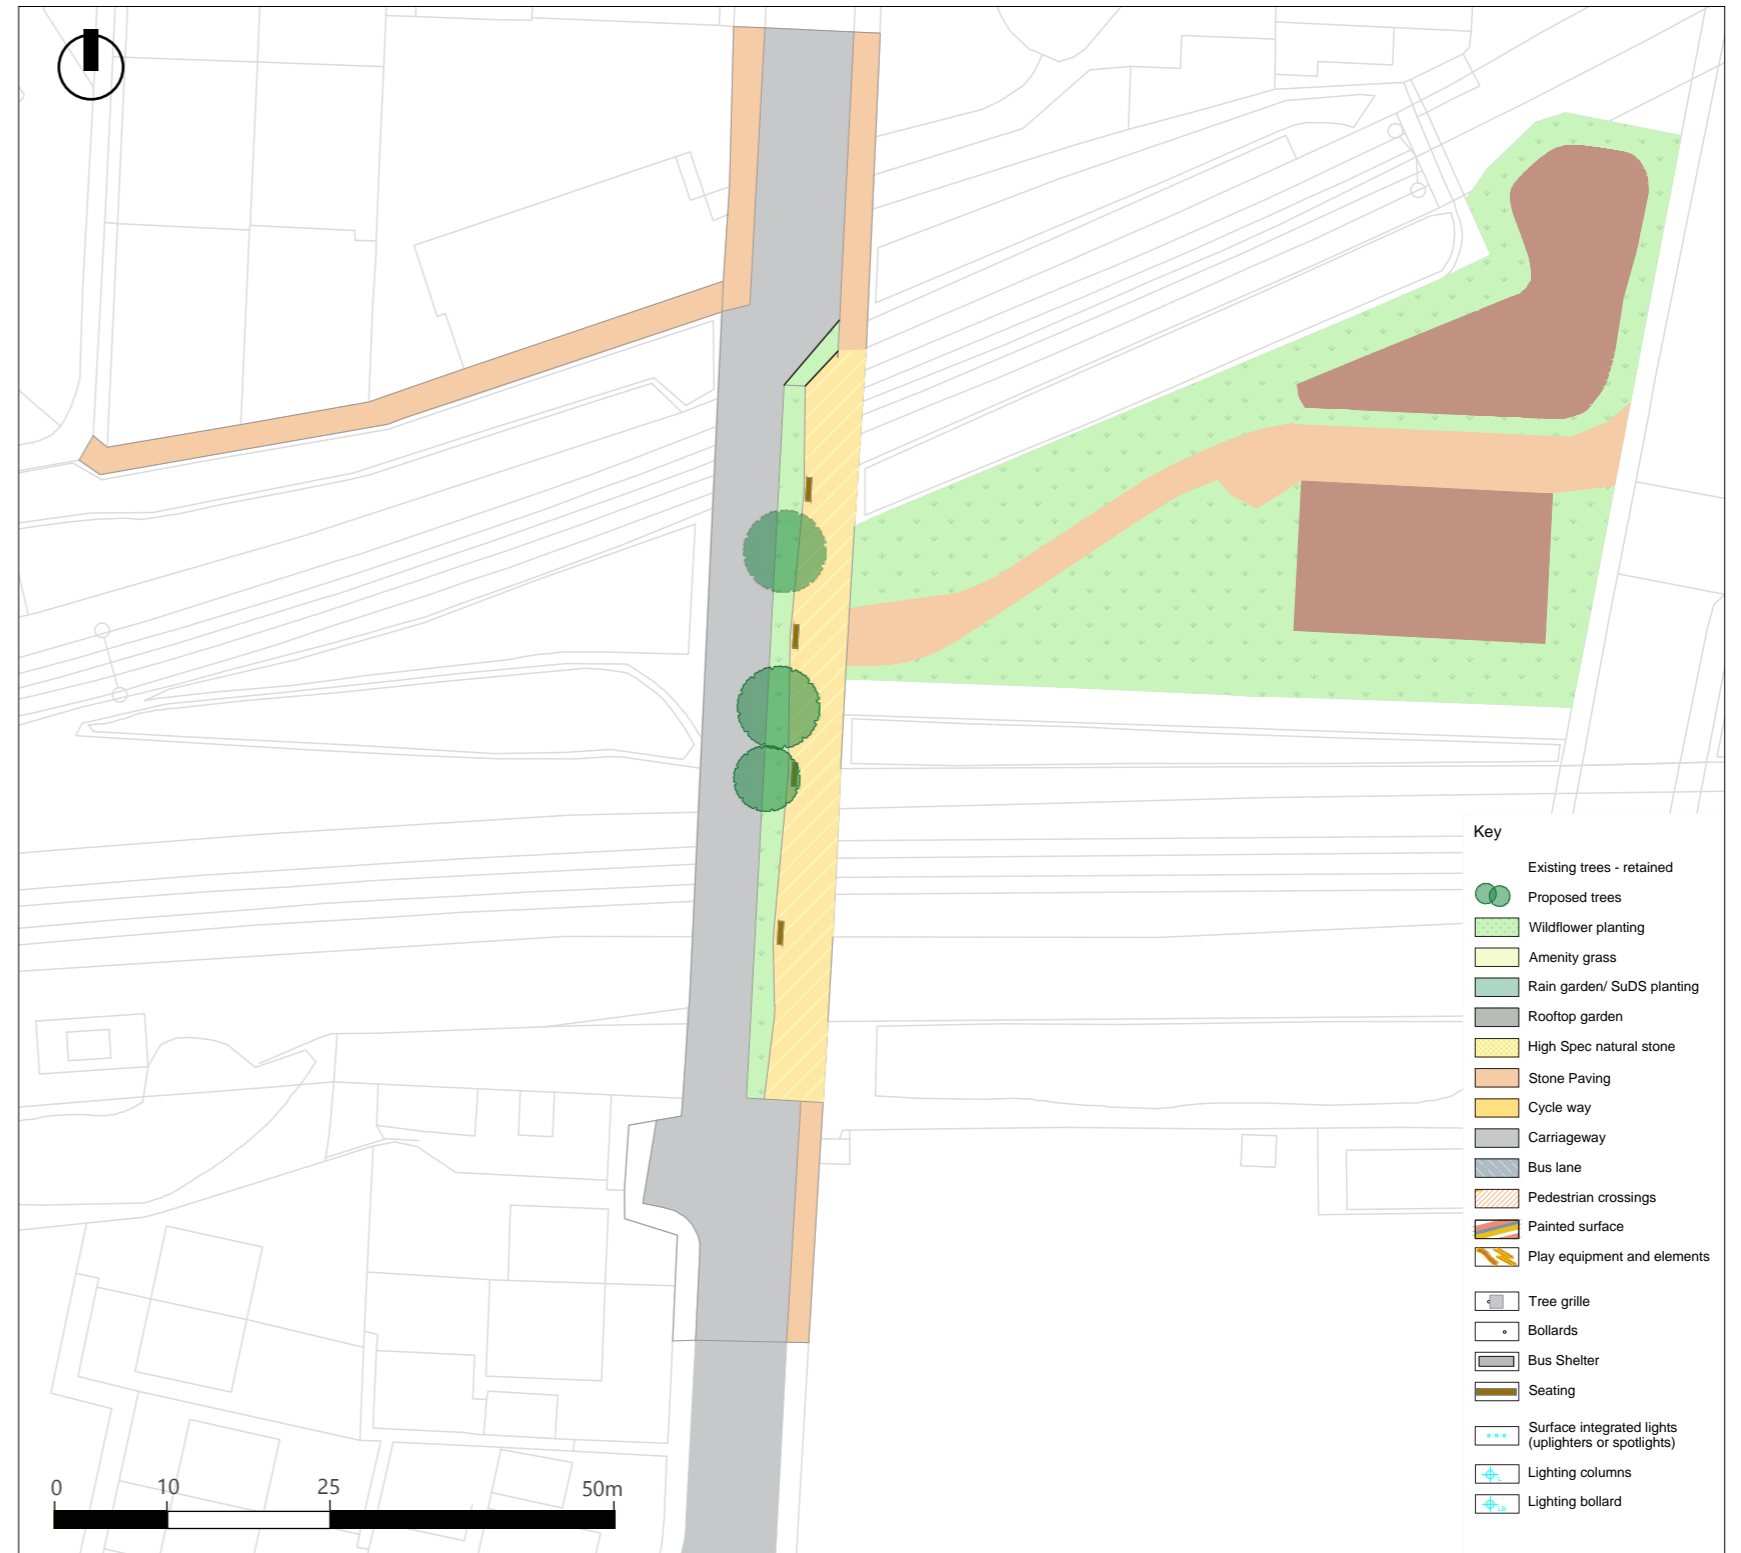 Key
Existing trees - retained
Proposed trees
Wildflower planting
Amenity grass
Rain garden/ SuDS planting
Rooftop garden
High Spec natural stone
Stone Paving
Cycle way
Carriageway
Bus lane
Pedestrian crossings
Painted surface
Play equipment and elements
Tree grille
Bollards
Bus Shelter
Seating
Surface integrated lights
(uplighters or spotlights)
Lighting columns
Lighting bollard
0 10 25 50m